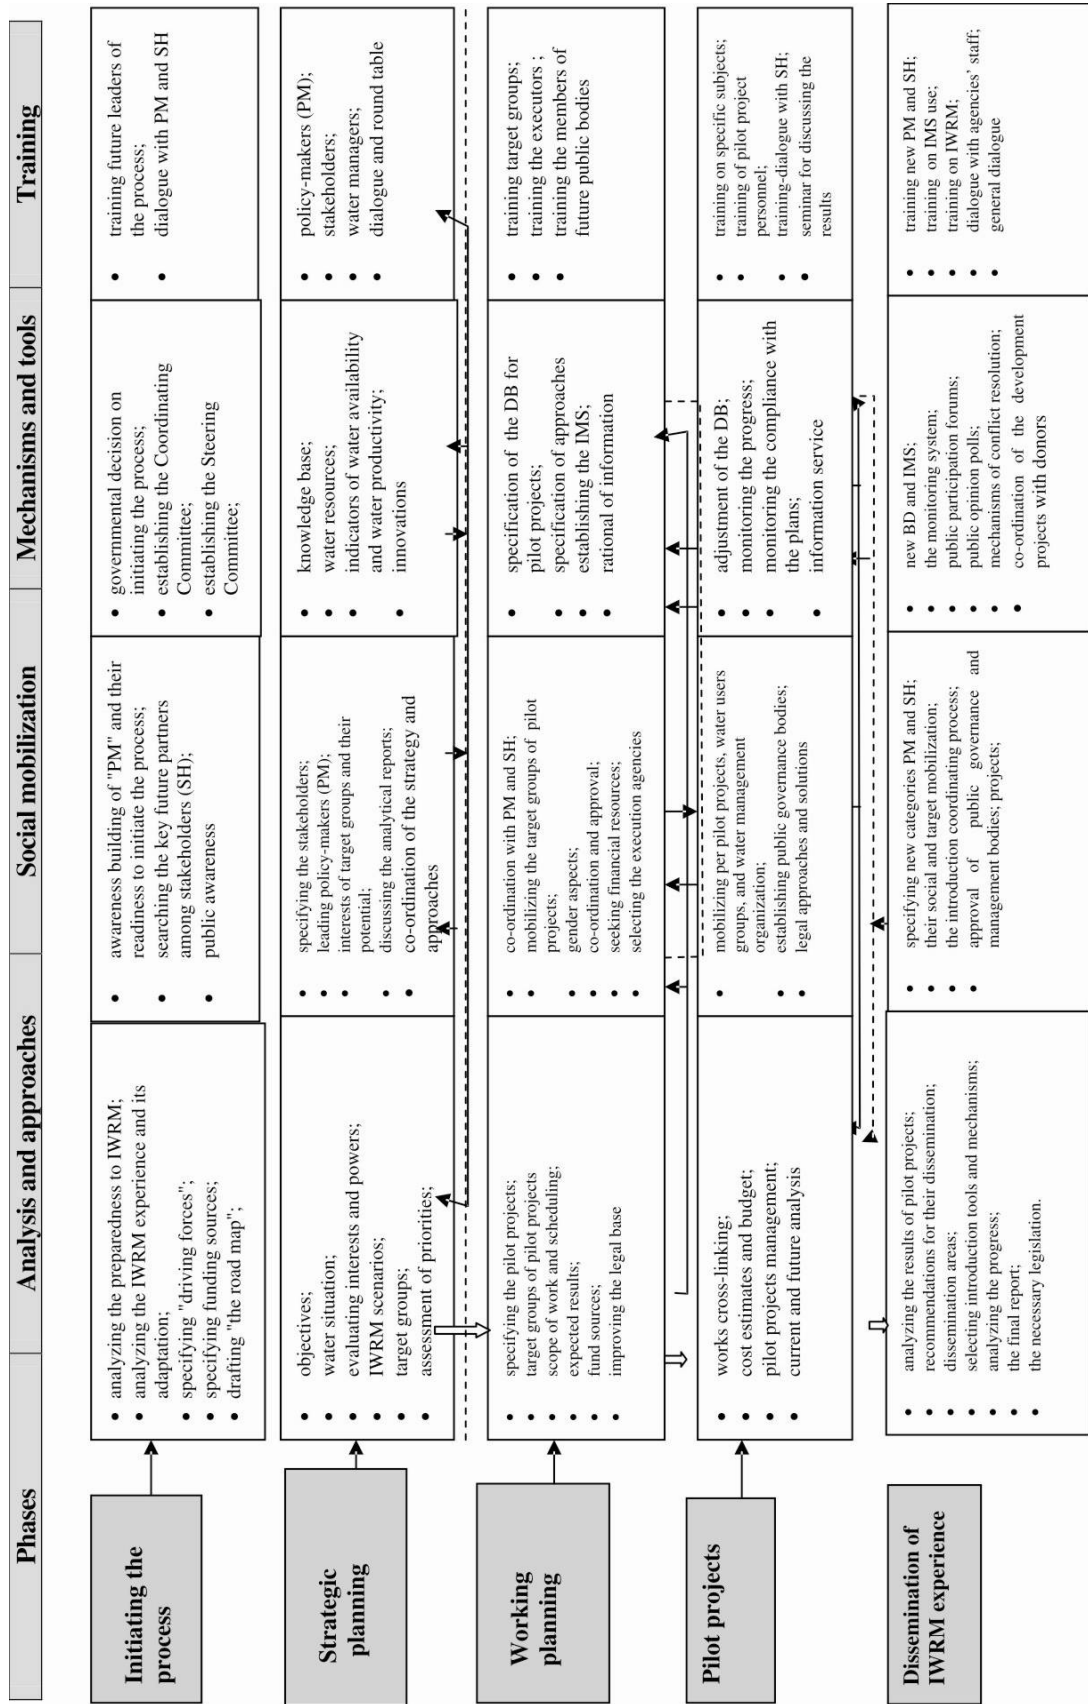 Phases
Analysis and approaches
Social mobilization
Mechanisms and tools
Training
Initiating the
process
• analyzing the preparedness to IWRM;
• analyzing the IWRM experience and its
adaptation;
• specifying "driving forces";
• specifying funding sources;
• drafting "the road map";
• awareness building of "PM" and their
readiness to initiate the process;
• searching the key future partners
among stakeholders (SH);
• public awareness
• governmental decision on
initiating the process;
• establishing the Coordinating
Committee;
• establishing the Steering
Committee;
• training future leaders of
the process;
• dialogue with PM and SH
Strategic
planning
• objectives;
• water situation;
• evaluating interests and powers;
• IWRM scenarios;
• target groups;
• assessment of priorities;
• specifying the stakeholders;
• leading policy-makers (PM);
• interests of target groups and their
potential;
• discussing the analytical reports;
• co-ordination of the strategy and
approaches
• knowledge base;
• water resources;
• indicators of water availability
and water productivity;
• innovations
• policy-makers (PM);
• stakeholders;
• water managers;
• dialogue and round table
Working
planning
• specifying the pilot projects;
• target groups of pilot projects
• scope of work and scheduling;
• expected results;
• fund sources;
• improving the legal base
• co-ordination with PM and SH;
• mobilizing the target groups of pilot
projects;
• gender aspects;
• co-ordination and approval;
• seeking financial resources;
• selecting the execution agencies
• specification of the DB for
pilot projects;
• specification of approaches
• establishing the IMS;
• rational of information
• training target groups;
• training the executors ;
• training the members of
future public bodies
Pilot projects
• works cross-linking;
• cost estimates and budget;
• pilot projects management;
• current and future analysis
• mobilizing per pilot projects, water users
groups, and water management
organization;
• establishing public governance bodies;
• legal approaches and solutions
• adjustment of the DB;
• monitoring the progress;
• monitoring the compliance with
the plans;
• information service
• training on specific subjects;
• training of pilot project
personnel;
• training-dialogue with SH;
• seminar for discussing the
results
Dissemination of
IWRM experience
• analyzing the results of pilot projects;
• recommendations for their dissemination;
• dissemination areas;
• selecting introduction tools and mechanisms;
• analyzing the progress;
• the final report;
• the necessary legislation.
• specifying new categories PM and SH;
• their social and target mobilization;
• the introduction coordinating process;
• approval of public governance and
management bodies; projects;
• new BD and IMS;
• the monitoring system;
• public participation forums;
• public opinion polls;
• mechanisms of conflict resolution;
• co-ordination of the development
projects with donors
• training new PM and SH;
• training on IMS use;
• training on IWRM;
• dialogue with agencies' staff;
• general dialogue